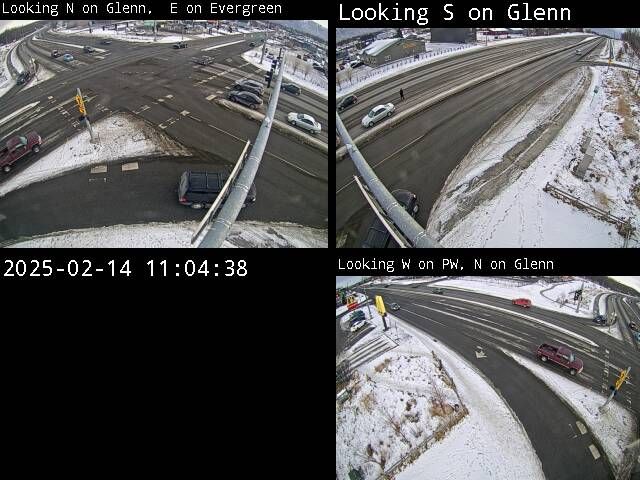 Looking N on Glenn,  E on Evergreen
Looking S on Glenn
2025-02-14 11:04:38
Looking W on PW, N on Glenn